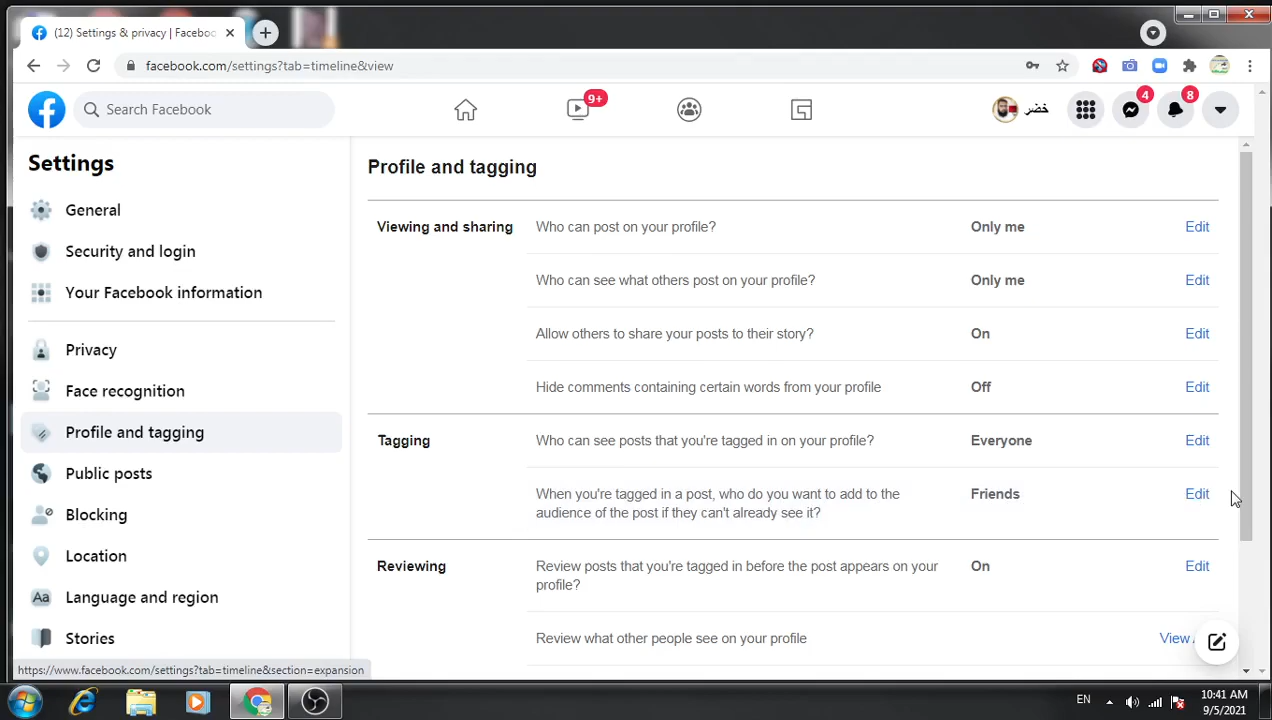 (12) Settings & privacy | Faceboo
facebook.com/settings?tab=timeline&view
Search Facebook
9+
خضر
4
8
Settings
General
Security and login
Your Facebook information
Privacy
Face recognition
Profile and tagging
Public posts
Blocking
Location
Aa Language and region
Stories
Profile and tagging
Viewing and sharing Who can post on your profile? Only me Edit
Who can see what others post on your profile? Only me Edit
Allow others to share your posts to their story? On Edit
Hide comments containing certain words from your profile Off Edit
Tagging Who can see posts that you're tagged in on your profile? Everyone Edit
When you're tagged in a post, who do you want to add to the Friends Edit
audience of the post if they can't already see it?
Reviewing Review posts that you're tagged in before the post appears on your On Edit
profile?
Review what other people see on your profile View
https://www.facebook.com/settings?tab=timeline&section=expansion
EN
10:41 AM
9/5/2021